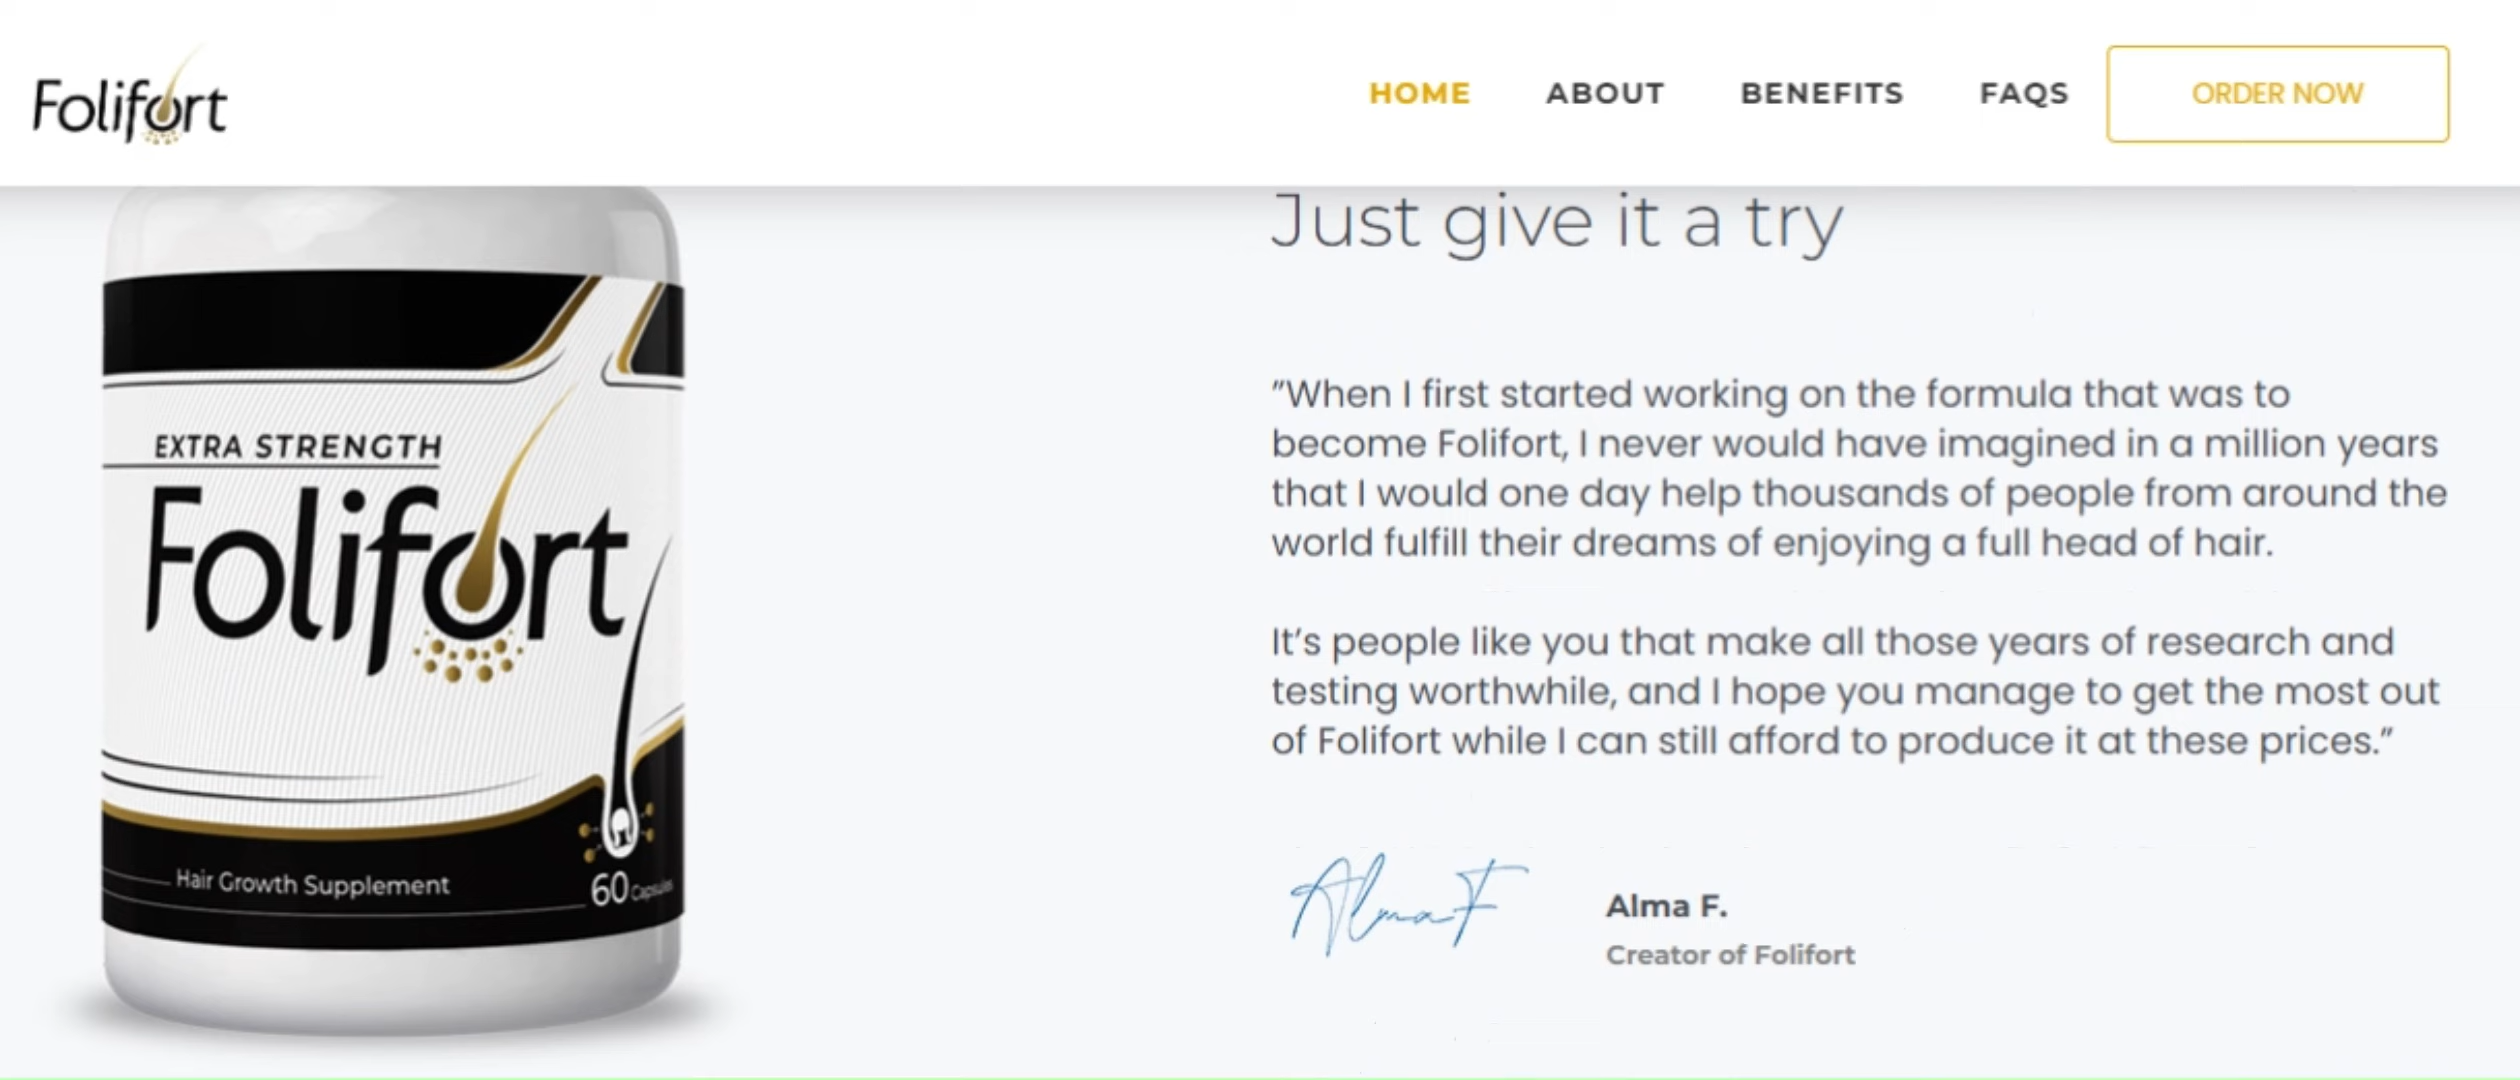 Folifort
HOME ABOUT BENEFITS FAQS ORDER NOW
Just give it a try
"When I first started working on the formula that was to
become Folifort, I never would have imagined in a million years
that I would one day help thousands of people from around the
world fulfill their dreams of enjoying a full head of hair.
It's people like you that make all those years of research and
testing worthwhile, and I hope you manage to get the most out
of Folifort while I can still afford to produce it at these prices."
Alma F
Alma F.
Creator of Folifort
EXTRA STRENGTH
Folifort
Hair Growth Supplement
60 Capsules